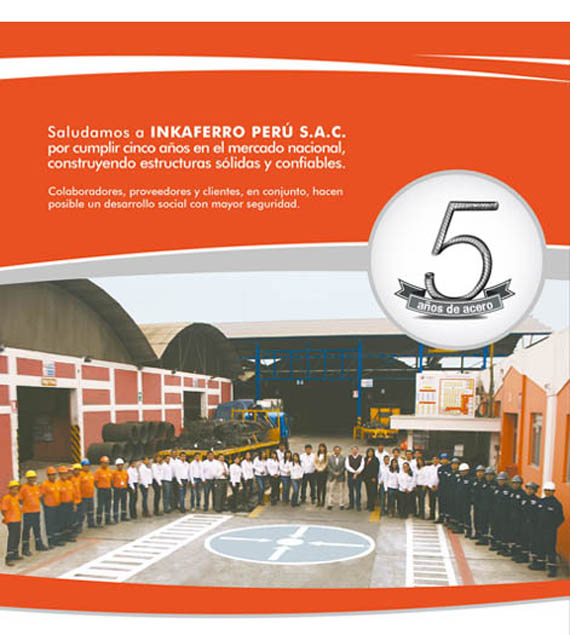 Saludamos a INKAFERRO PERÚ S.A.C.
por cumplir cinco años en el mercado nacional,
construyendo estructuras sólidas y confiables.
Colaboradores, proveedores y clientes, en conjunto, hacen
posible un desarrollo social con mayor seguridad.
5
años de acero